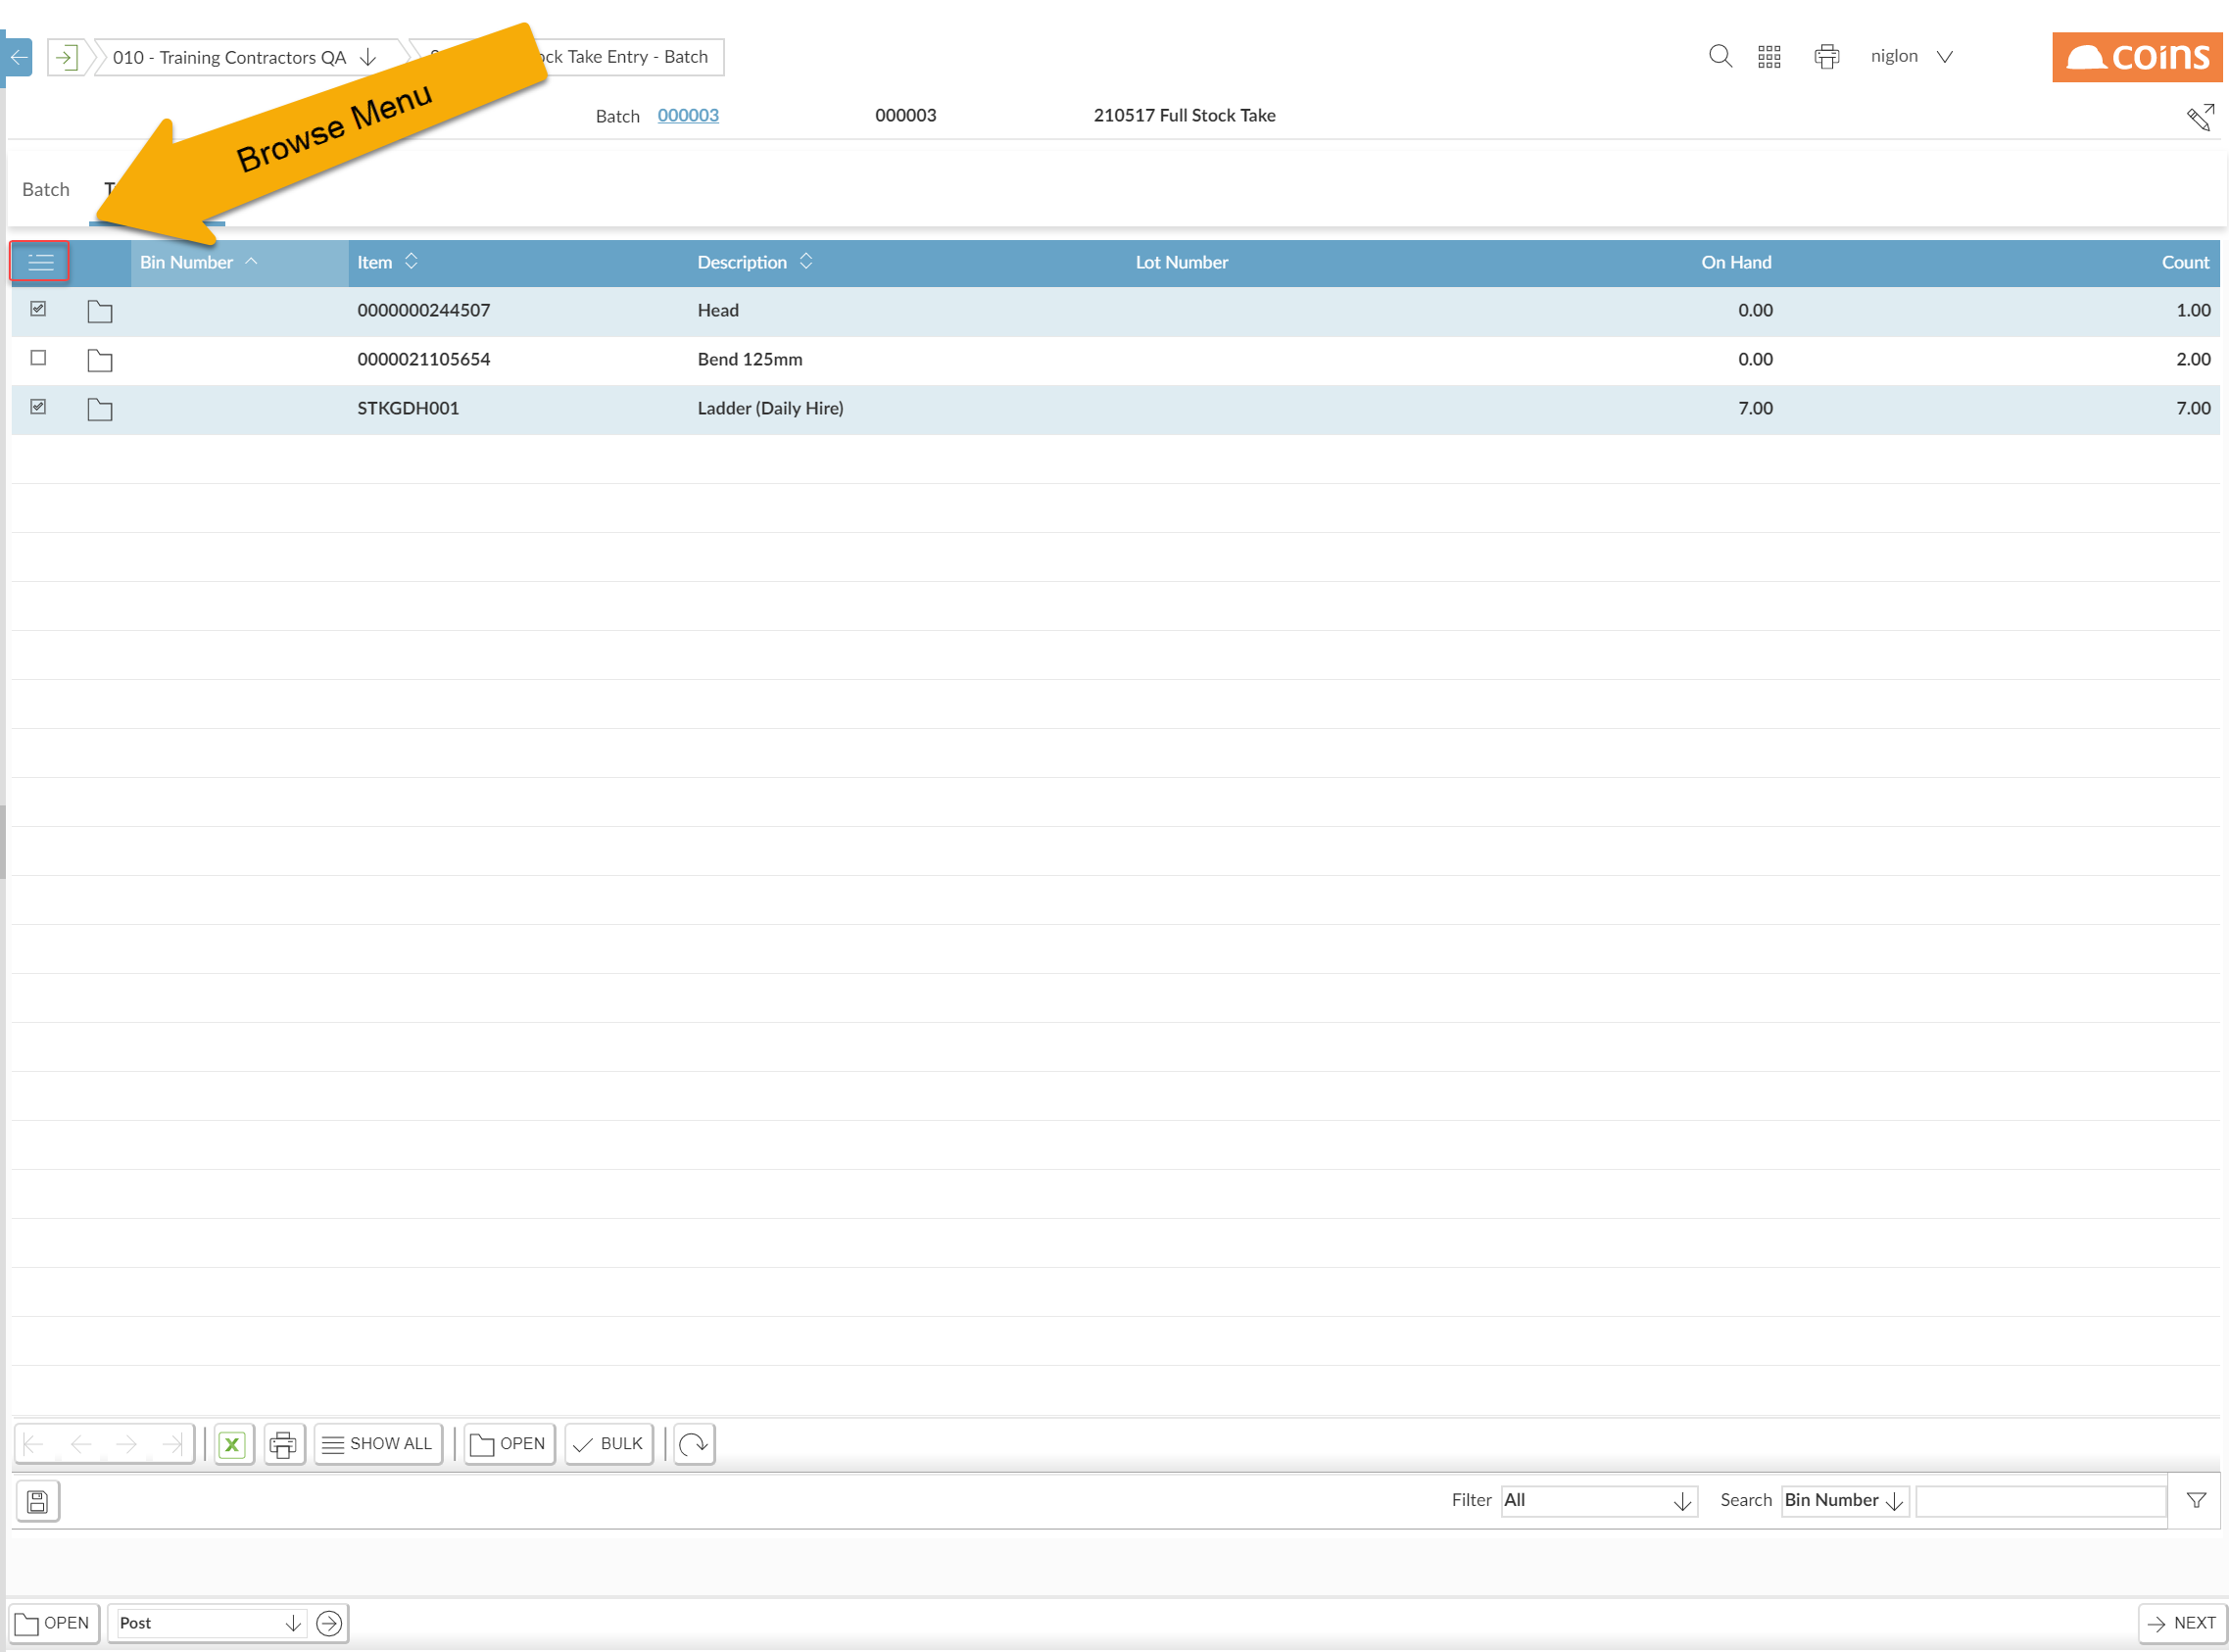 010 - Training Contractors QA
ock Take Entry - Batch
niglon
coins
Browse Menu
Batch 000003 000003 210517 Full Stock Take
Batch T
Bin Number Item Description Lot Number On Hand Count
0000000244507 Head 0.00 1.00
0000021105654 Bend 125mm 0.00 2.00
STKGDH001 Ladder (Daily Hire) 7.00 7.00
SHOW ALL OPEN BULK
Filter All Search Bin Number
OPEN Post NEXT